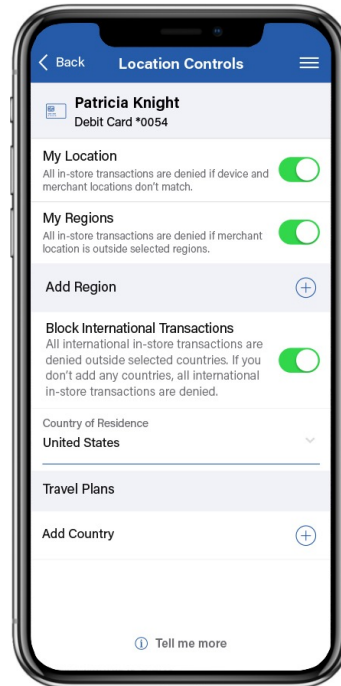 Back
Location Controls
Patricia Knight
Debit Card *0054
My Location
All in-store transactions are denied if device and
merchant locations don't match.
My Regions
All in-store transactions are denied if merchant
location is outside selected regions.
Add Region
Block International Transactions
All international in-store transactions are
denied outside selected countries. If you
don't add any countries, all international
in-store transactions are denied.
Country of Residence
United States
Travel Plans
Add Country
Tell me more